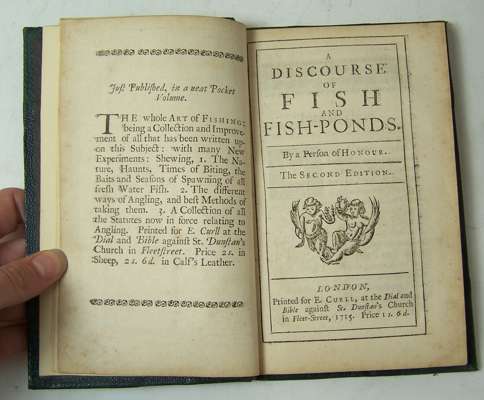 Just Published, in a neat Pocket
Volume.
THE whole ART of FISHING:
being a Collection and Improve-
ment of all that has been written up-
on this Subject: with many New
Experiments: Shewing, 1. The Na-
ture, Haunts, Times of Biting, the
Baits and Seasons of Spawning of all
fresh Water Fish. 2. The different
ways of Angling, and best Methods of
taking them. 3. A Collection of all
the Statutes now in force relating to
Angling. Printed for E. Curll at the
Dial and Bible against St. Dunstan's
Church in Fleetstreet. Price 2 s. in
Sheep, 2 s. 6 d. in Calf's Leather.
A
DISCOURSE
OF
FISH
AND
FISH-PONDS.
By a Person of HONOUR.
The SECOND EDITION.
LONDON,
Printed for E. CURLL, at the Dial and
Bible against St. Dunstan's Church
in Fleet-Street, 1715. Price 1 s. 6 d.